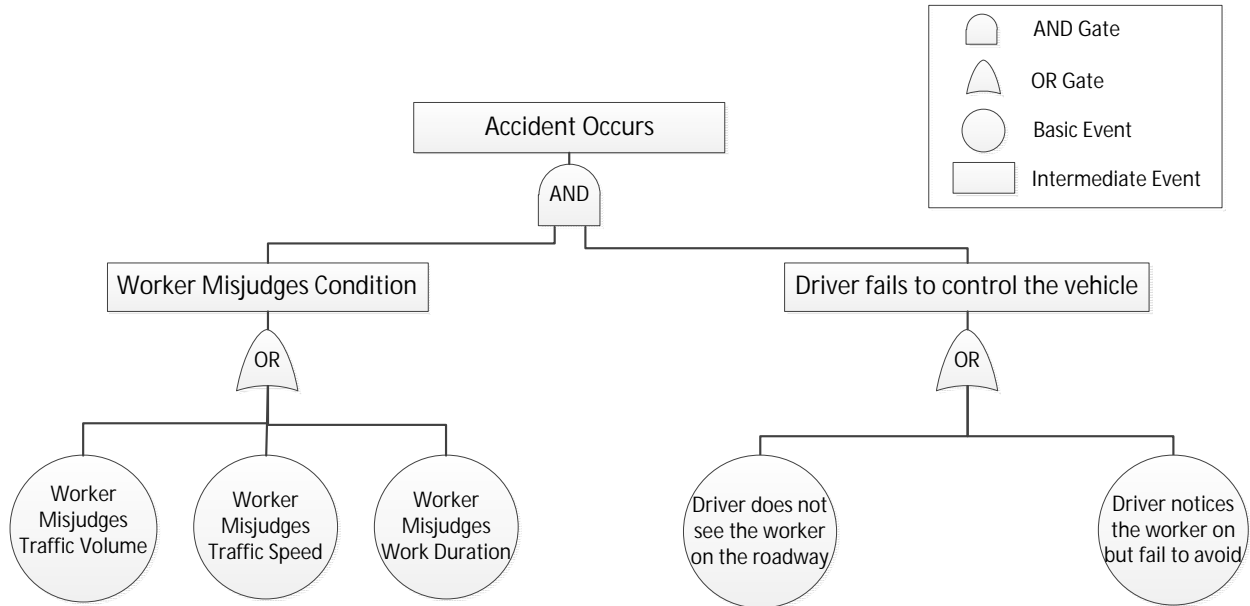 AND Gate
OR Gate
Basic Event
Intermediate Event
Accident Occurs
AND
Worker Misjudges Condition
Driver fails to control the vehicle
OR
OR
Worker
Misjudges
Traffic Volume
Worker
Misjudges
Traffic Speed
Worker
Misjudges
Work Duration
Driver does not
see the worker
on the roadway
Driver notices
the worker on
but fail to avoid